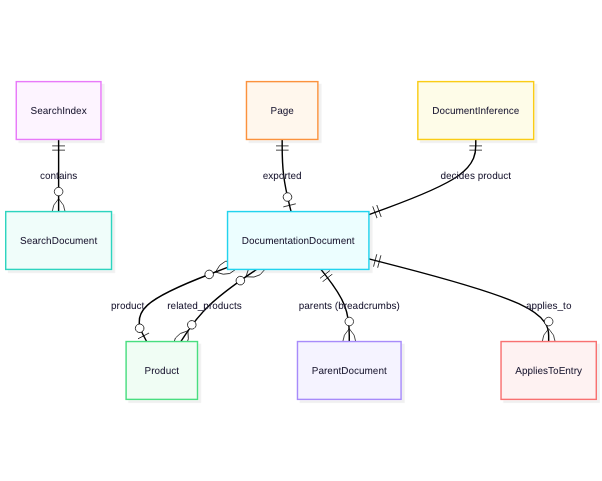 SearchIndex
Page
DocumentInference
contains
exported
decides product
SearchDocument
DocumentationDocument
product
related_products
parents (breadcrumbs)
applies_to
Product
ParentDocument
AppliesToEntry